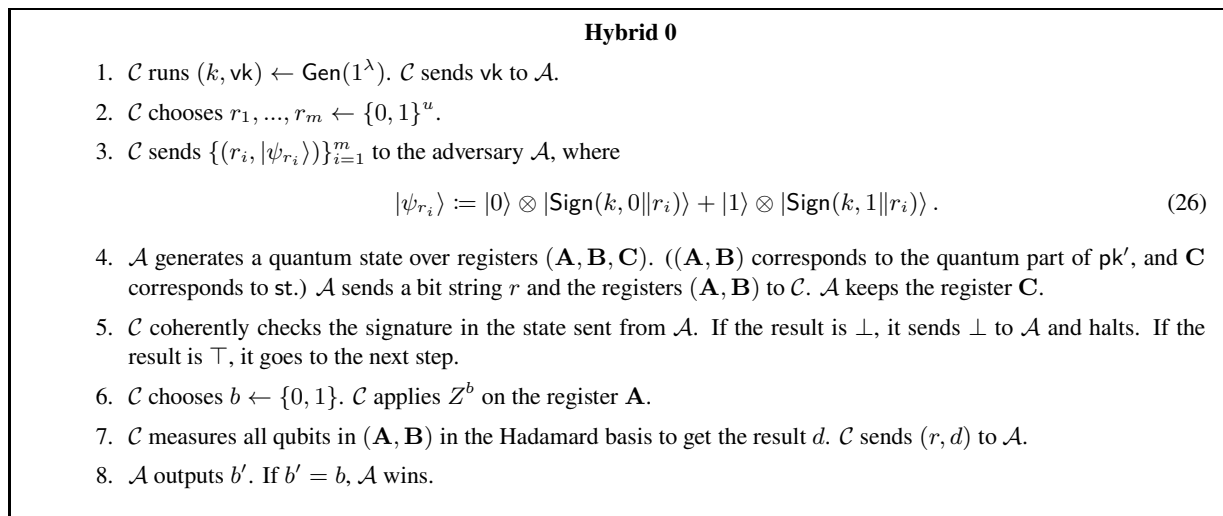 Hybrid 0
1. 𝒞 runs (k, vk) ← Gen(1^λ). 𝒞 sends vk to 𝒜.
2. 𝒞 chooses r_1, ..., r_m ← {0, 1}^u.
3. 𝒞 sends {(r_i, |ψ_{r_i}⟩)}_{i=1}^m to the adversary 𝒜, where
|ψ_{r_i}⟩ := |0⟩ ⊗ |Sign(k, 0‖r_i)⟩ + |1⟩ ⊗ |Sign(k, 1‖r_i)⟩ . (26)
4. 𝒜 generates a quantum state over registers (𝐀, 𝐁, 𝐂). ((𝐀, 𝐁) corresponds to the quantum part of pk′, and 𝐂
corresponds to st.) 𝒜 sends a bit string r and the registers (𝐀, 𝐁) to 𝒞. 𝒜 keeps the register 𝐂.
5. 𝒞 coherently checks the signature in the state sent from 𝒜. If the result is ⊥, it sends ⊥ to 𝒜 and halts. If the
result is ⊤, it goes to the next step.
6. 𝒞 chooses b ← {0, 1}. 𝒞 applies Z^b on the register 𝐀.
7. 𝒞 measures all qubits in (𝐀, 𝐁) in the Hadamard basis to get the result d. 𝒞 sends (r, d) to 𝒜.
8. 𝒜 outputs b′. If b′ = b, 𝒜 wins.